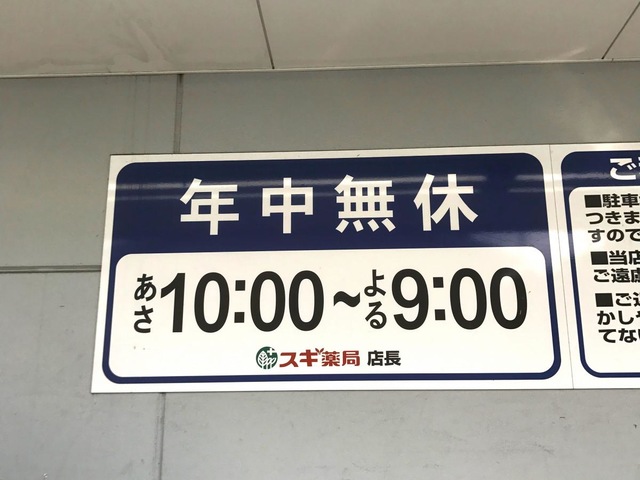 年中無休
あさ10:00~よる9:00
スギ薬局 店長
ご
■駐車
つきま
すので
■当店
ご遠慮
■ご
かし
てない